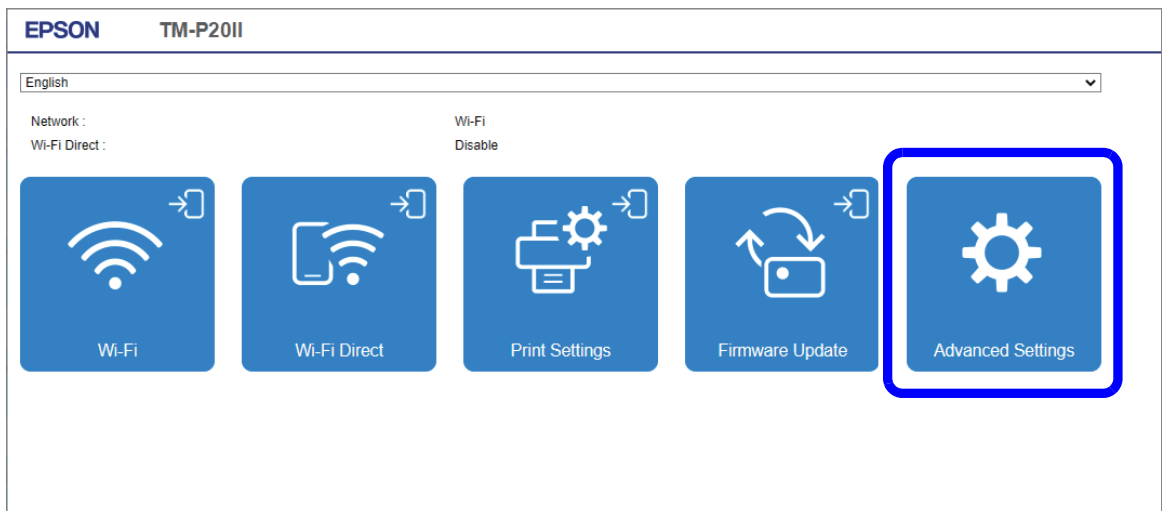 EPSON TM-P20II
English
Network : Wi-Fi
Wi-Fi Direct : Disable
Wi-Fi Wi-Fi Direct Print Settings Firmware Update Advanced Settings